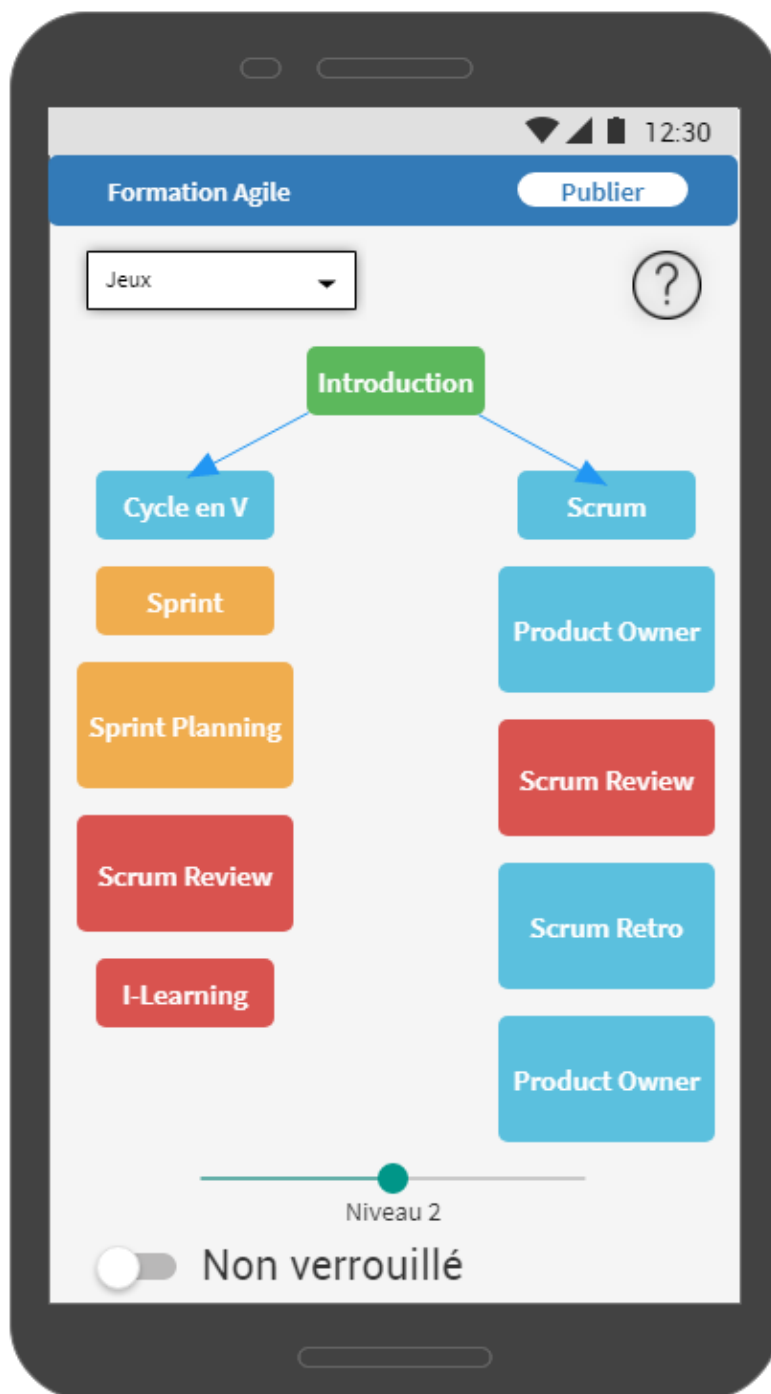 12:30
Formation Agile
Publier
Jeux
?
Introduction
Cycle en V
Scrum
Sprint
Product Owner
Sprint Planning
Scrum Review
Scrum Review
Scrum Retro
I-Learning
Product Owner
Niveau 2
Non verrouillé